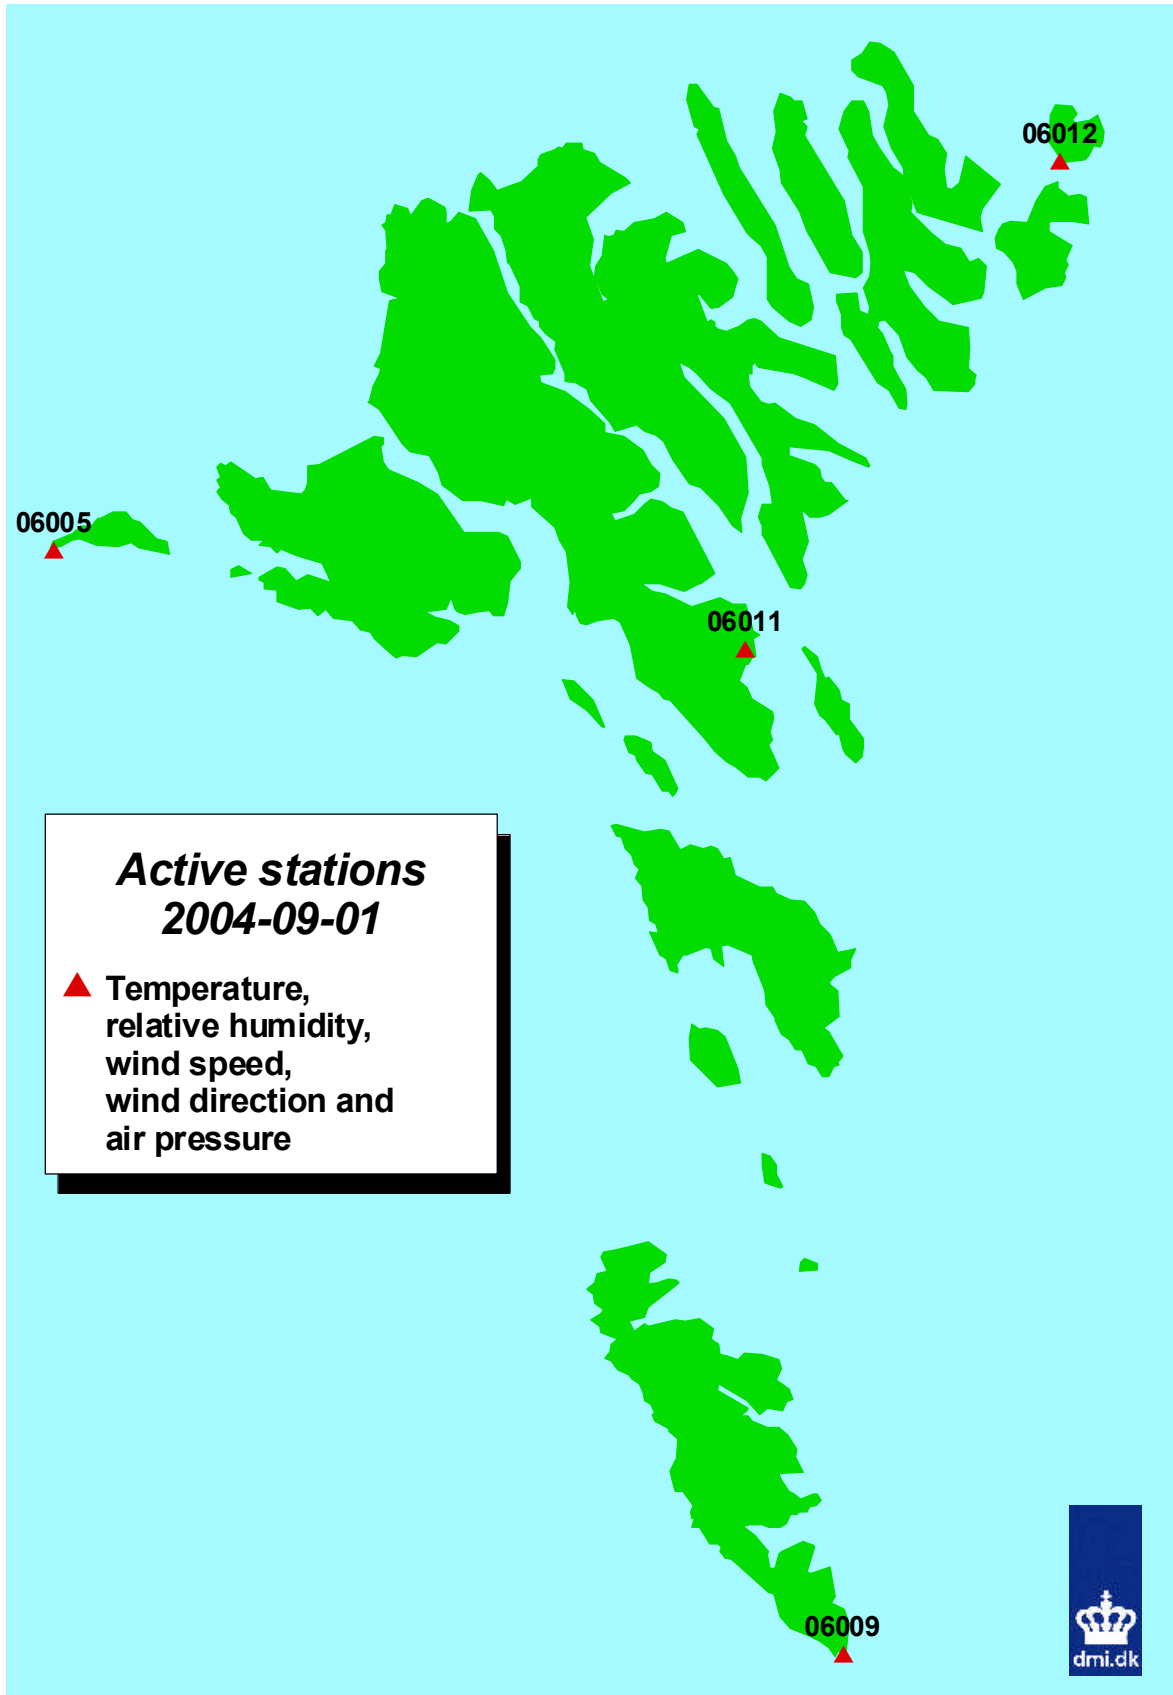 06012
06005
06011
Active stations
2004-09-01
Temperature,
relative humidity,
wind speed,
wind direction and
air pressure
06009
dmi.dk